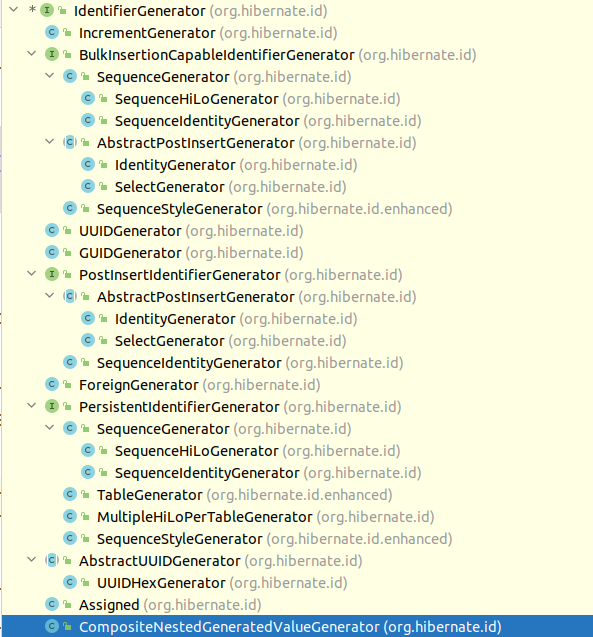 * I IdentifierGenerator (org.hibernate.id)
C IncrementGenerator (org.hibernate.id)
I BulkInsertionCapableIdentifierGenerator (org.hibernate.id)
C SequenceGenerator (org.hibernate.id)
C SequenceHiLoGenerator (org.hibernate.id)
C SequenceIdentityGenerator (org.hibernate.id)
C AbstractPostInsertGenerator (org.hibernate.id)
C IdentityGenerator (org.hibernate.id)
C SelectGenerator (org.hibernate.id)
C SequenceStyleGenerator (org.hibernate.id.enhanced)
C UUIDGenerator (org.hibernate.id)
C GUIDGenerator (org.hibernate.id)
I PostInsertIdentifierGenerator (org.hibernate.id)
C AbstractPostInsertGenerator (org.hibernate.id)
C IdentityGenerator (org.hibernate.id)
C SelectGenerator (org.hibernate.id)
C SequenceIdentityGenerator (org.hibernate.id)
C ForeignGenerator (org.hibernate.id)
I PersistentIdentifierGenerator (org.hibernate.id)
C SequenceGenerator (org.hibernate.id)
C SequenceHiLoGenerator (org.hibernate.id)
C SequenceIdentityGenerator (org.hibernate.id)
C TableGenerator (org.hibernate.id.enhanced)
C MultipleHiLoPerTableGenerator (org.hibernate.id)
C SequenceStyleGenerator (org.hibernate.id.enhanced)
C AbstractUUIDGenerator (org.hibernate.id)
C UUIDHexGenerator (org.hibernate.id)
C Assigned (org.hibernate.id)
C CompositeNestedGeneratedValueGenerator (org.hibernate.id)